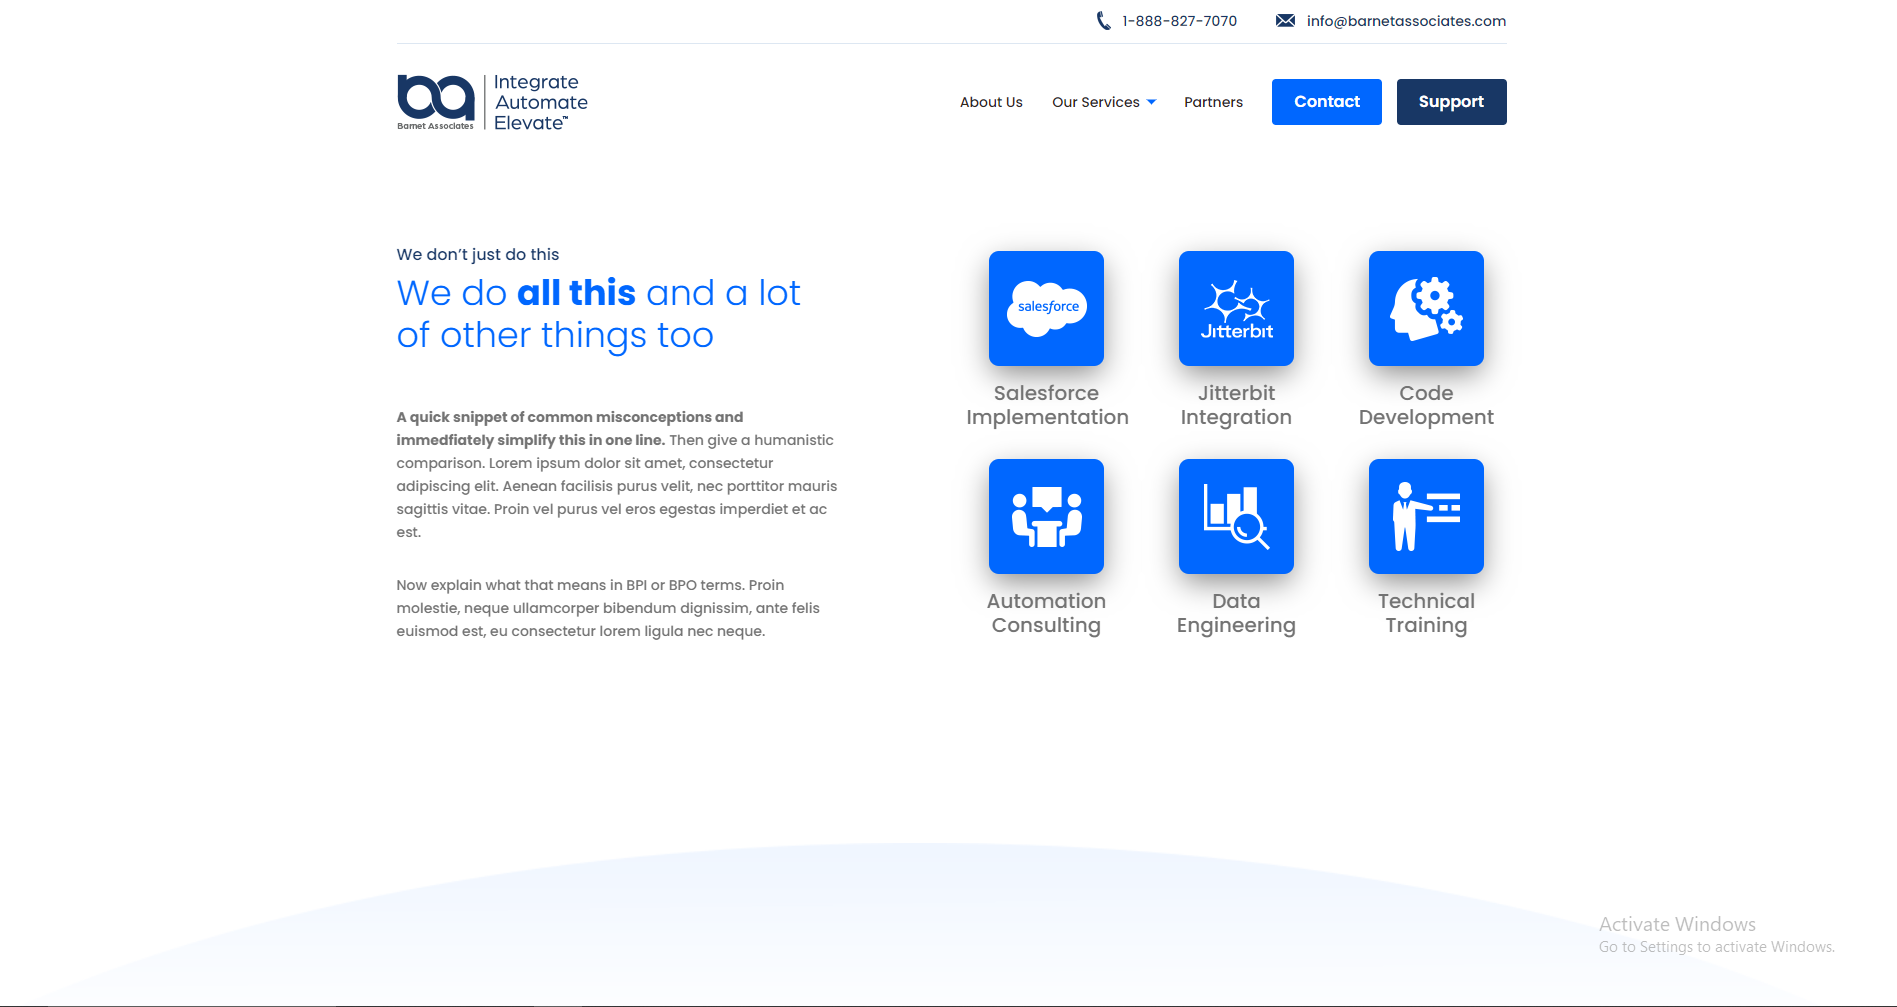 1-888-827-7070 info@barnetassociates.com
ba
Barnet Associates
Integrate
Automate
Elevate™
About Us Our Services Partners Contact Support
We don’t just do this
We do all this and a lot
of other things too
A quick snippet of common misconceptions and
immedfiately simplify this in one line. Then give a humanistic
comparison. Lorem ipsum dolor sit amet, consectetur
adipiscing elit. Aenean facilisis purus velit, nec porttitor mauris
sagittis vitae. Proin vel purus vel eros egestas imperdiet et ac
est.
Now explain what that means in BPI or BPO terms. Proin
molestie, neque ullamcorper bibendum dignissim, ante felis
euismod est, eu consectetur lorem ligula nec neque.
salesforce
Salesforce
Implementation
Jitterbit
Jitterbit
Integration
Code
Development
Automation
Consulting
Data
Engineering
Technical
Training
Activate Windows
Go to Settings to activate Windows.